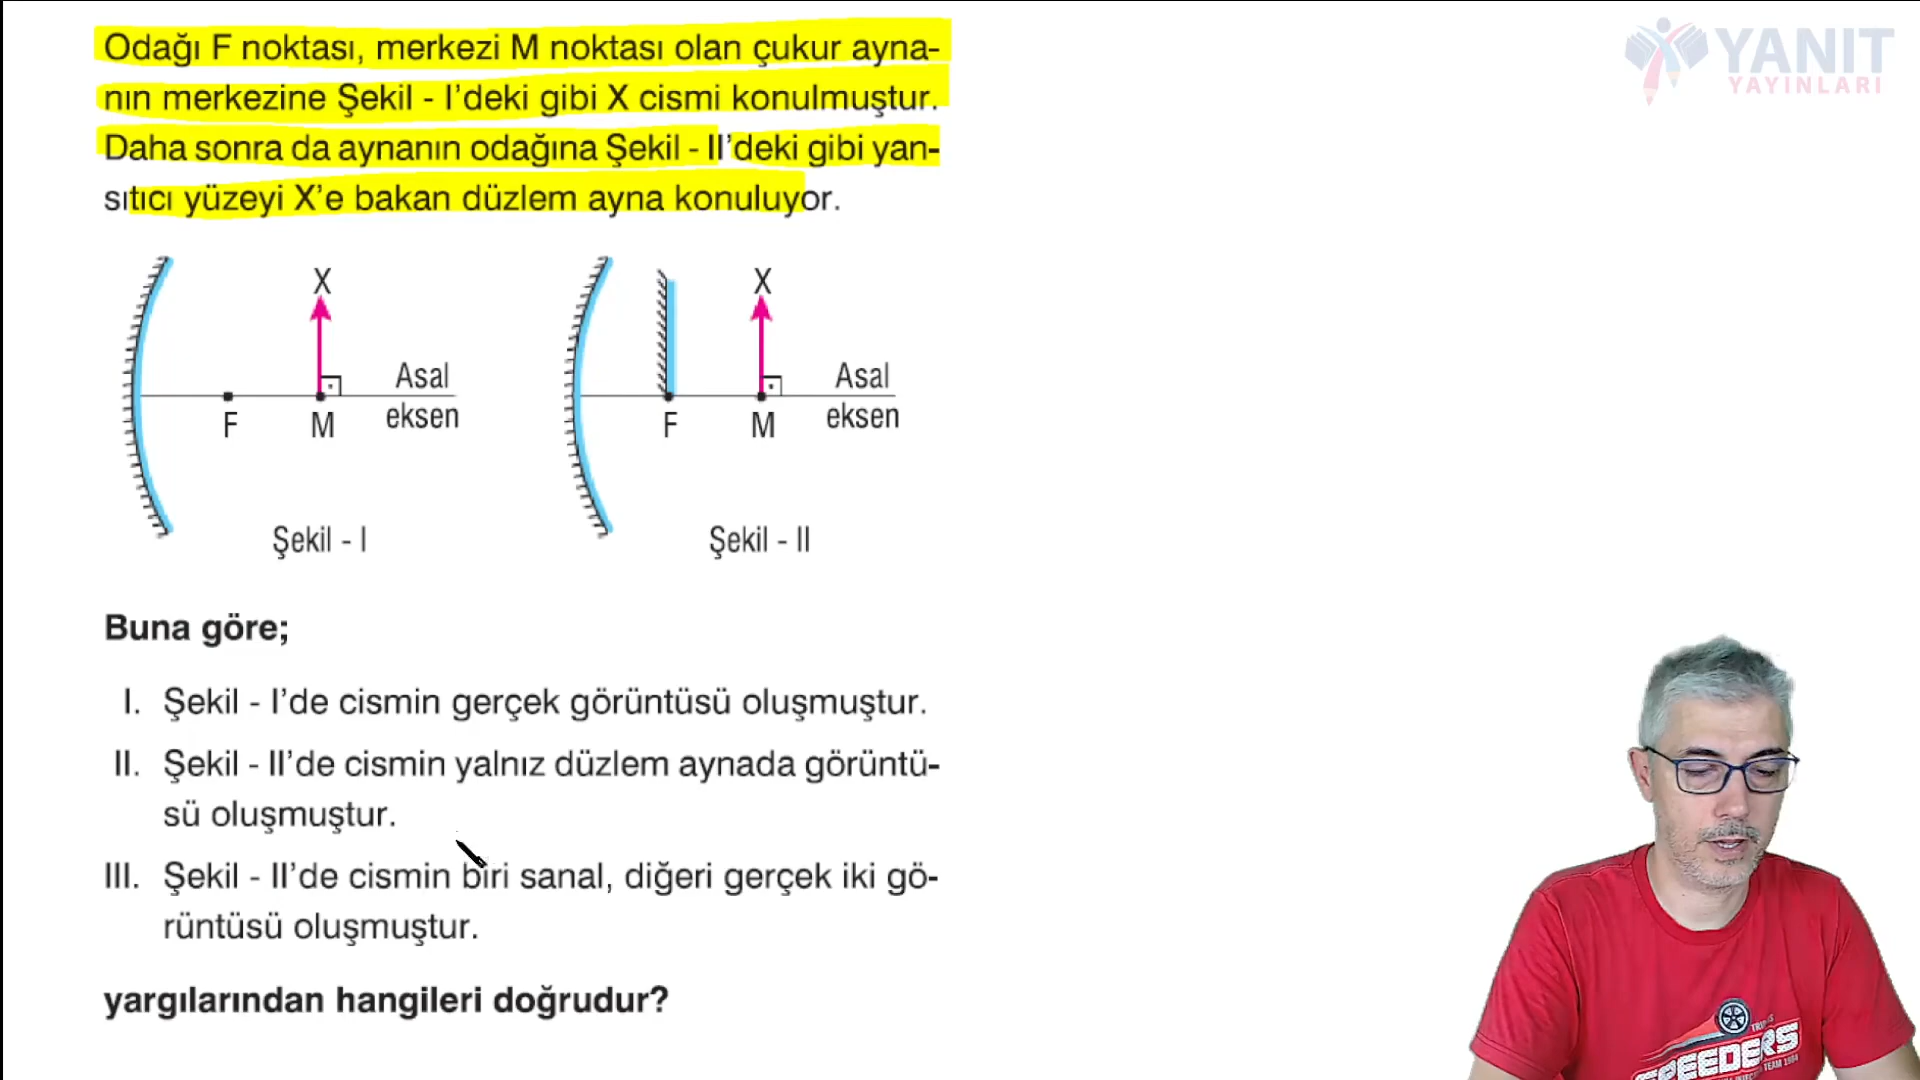 Odağı F noktası, merkezi M noktası olan çukur ayna-
nın merkezine Şekil - I’deki gibi X cismi konulmuştur.
Daha sonra da aynanın odağına Şekil - II’deki gibi yan-
sıtıcı yüzeyi X’e bakan düzlem ayna konuluyor.
YANIT
YAYINLARI
X
F
M
Asal
eksen
Şekil - I
X
F
M
Asal
eksen
Şekil - II
Buna göre;
I. Şekil - I’de cismin gerçek görüntüsü oluşmuştur.
II. Şekil - II’de cismin yalnız düzlem aynada görüntü-
sü oluşmuştur.
III. Şekil - II’de cismin biri sanal, diğeri gerçek iki gö-
rüntüsü oluşmuştur.
yargılarından hangileri doğrudur?